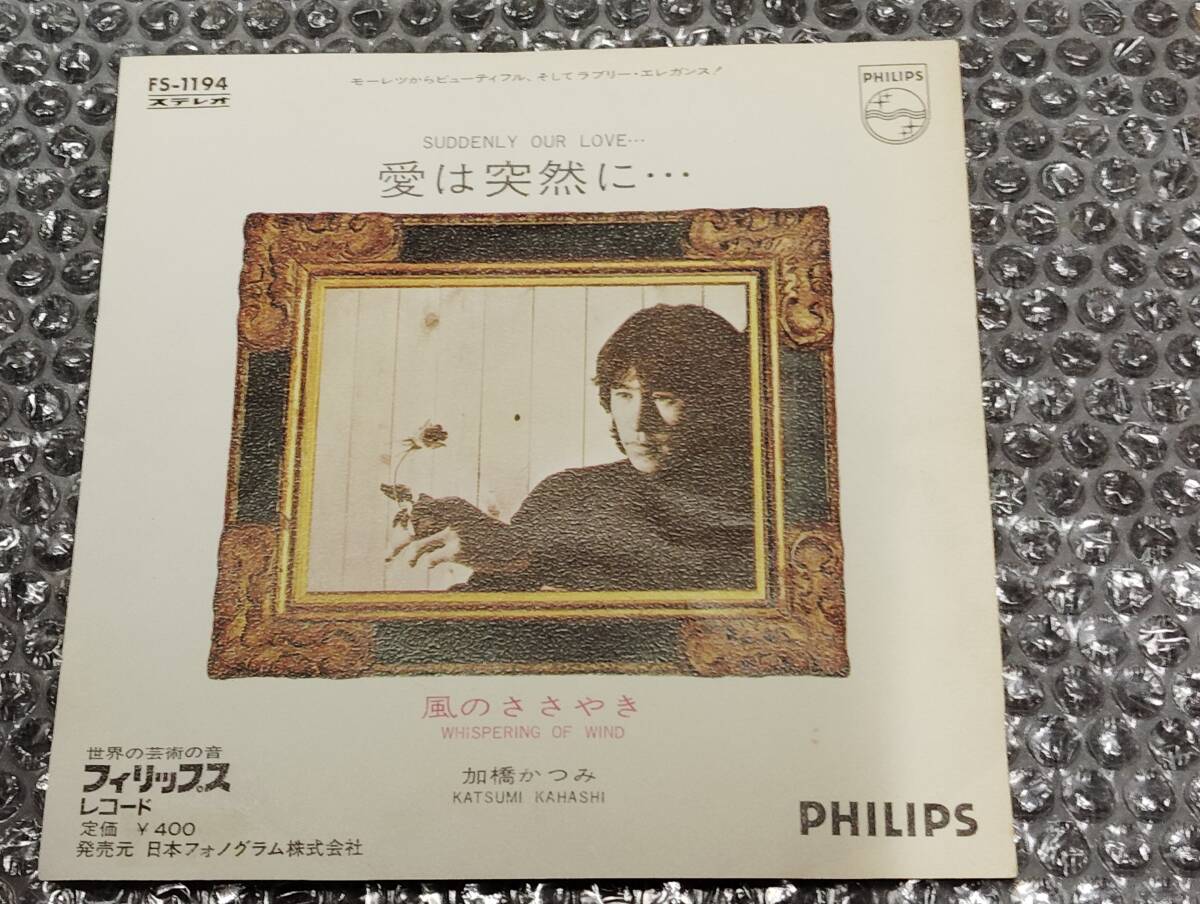 FS-1194
ステレオ
モーレツからビューティフル、そしてラブリー・エレガンス!
PHILIPS
SUDDENLY OUR LOVE…
愛は突然に…
風のささやき
WHISPERING OF WIND
加橋かつみ
KATSUMI KAHASHI
世界の芸術の音
フィリップス
レコード
定価 ¥400
発売元 日本フォノグラム株式会社
PHILIPS